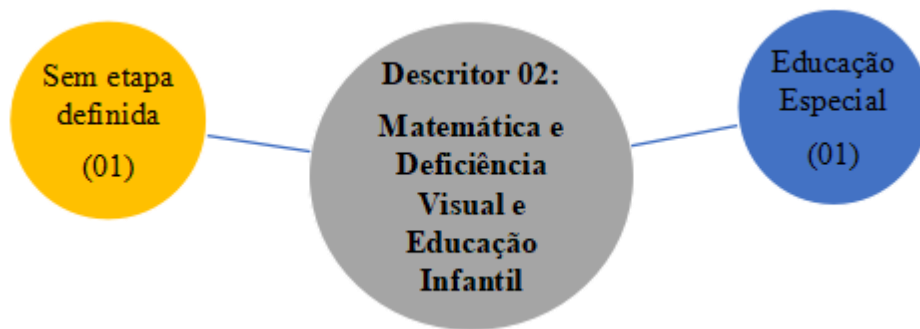 Sem etapa
definida
(01)
Descritor 02:
Matemática e
Deficiência
Visual e
Educação
Infantil
Educação
Especial
(01)